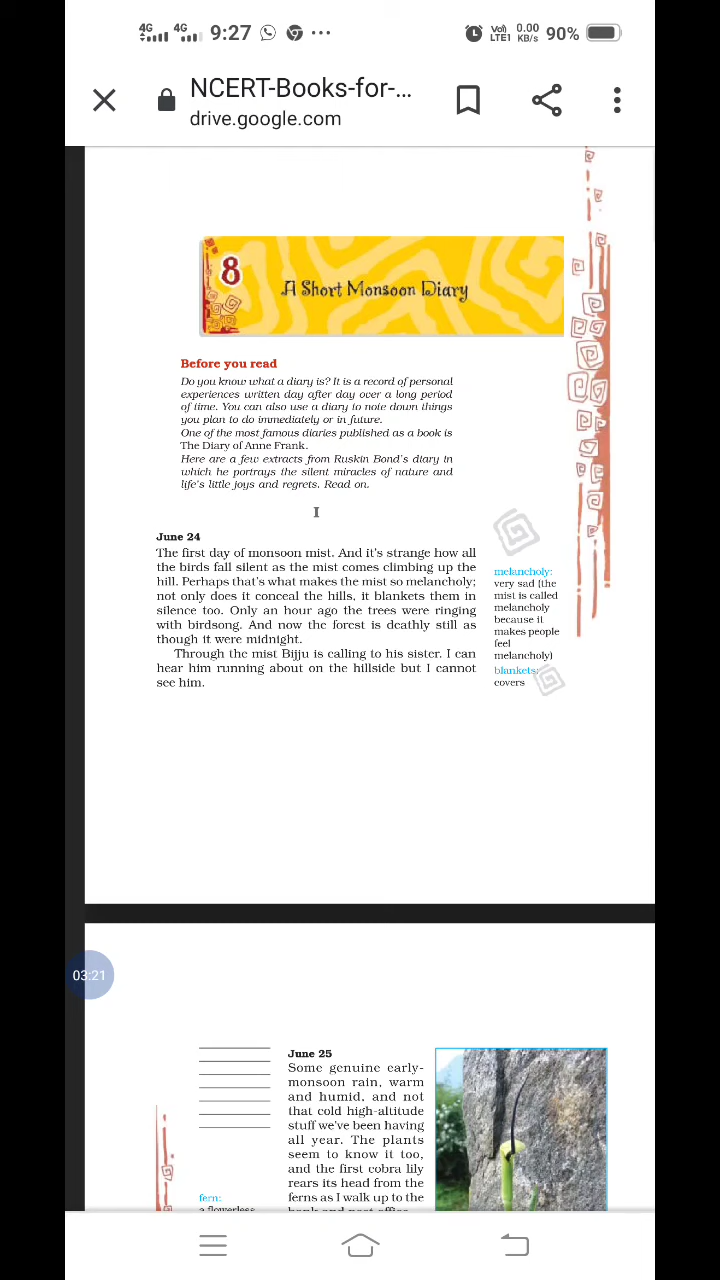 4G 4G 9:27 ... Vo)) LTE1 0.00 KB/s 90%
NCERT-Books-for-...
drive.google.com
8
A Short Monsoon Diary
Before you read
Do you know what a diary is? It is a record of personal
experiences written day after day over a long period
of time. You can also use a diary to note down things
you plan to do immediately or in future.
One of the most famous diaries published as a book is
The Diary of Anne Frank.
Here are a few extracts from Ruskin Bond's diary in
which he portrays the silent miracles of nature and
life's little joys and regrets. Read on.
I
June 24
The first day of monsoon mist. And it's strange how all
the birds fall silent as the mist comes climbing up the
hill. Perhaps that's what makes the mist so melancholy;
not only does it conceal the hills, it blankets them in
silence too. Only an hour ago the trees were ringing
with birdsong. And now the forest is deathly still as
though it were midnight.
Through the mist Bijju is calling to his sister. I can
hear him running about on the hillside but I cannot
see him.
melancholy:
very sad (the
mist is called
melancholy
because it
makes people
feel
melancholy)
blankets:
covers
03:21
June 25
Some genuine early-
monsoon rain, warm
and humid, and not
that cold high-altitude
stuff we've been having
all year. The plants
seem to know it too,
and the first cobra lily
rears its head from the
ferns as I walk up to the
bank and post office.
fern:
a flowerless